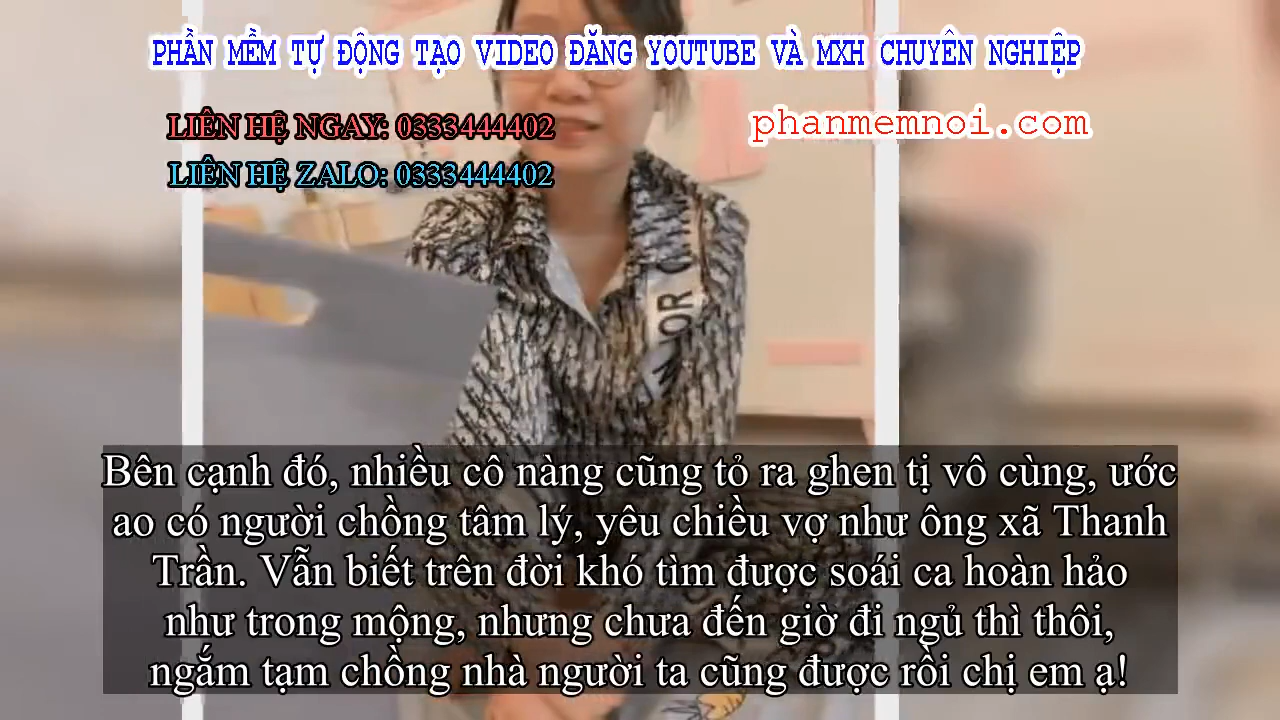 PHẦN MỀM TỰ ĐỘNG TẠO VIDEO ĐĂNG YOUTUBE VÀ MXH CHUYÊN NGHIỆP
LIÊN HỆ NGAY: 0333444402
phanmemnoi.com
LIÊN HỆ ZALO: 0333444402
Bên cạnh đó, nhiều cô nàng cũng tỏ ra ghen tị vô cùng, ước
ao có người chồng tâm lý, yêu chiều vợ như ông xã Thanh
Trần. Vẫn biết trên đời khó tìm được soái ca hoàn hảo
như trong mộng, nhưng chưa đến giờ đi ngủ thì thôi,
ngắm tạm chồng nhà người ta cũng được rồi chị em ạ!